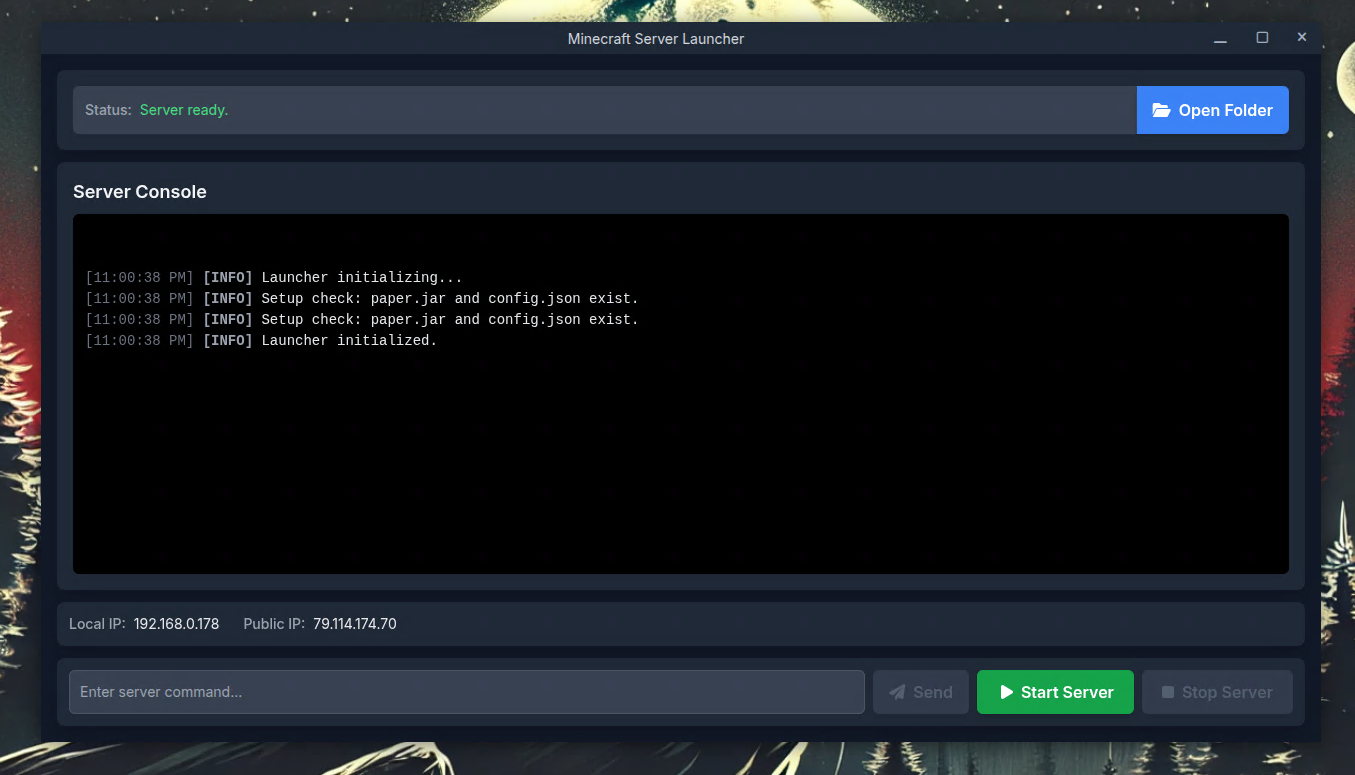 Minecraft Server Launcher
Status: Server ready.
Open Folder
Server Console
[11:00:38 PM] [INFO] Launcher initializing...
[11:00:38 PM] [INFO] Setup check: paper.jar and config.json exist.
[11:00:38 PM] [INFO] Setup check: paper.jar and config.json exist.
[11:00:38 PM] [INFO] Launcher initialized.
Local IP: 192.168.0.178 Public IP: 79.114.174.70
Enter server command...
Send
Start Server
Stop Server